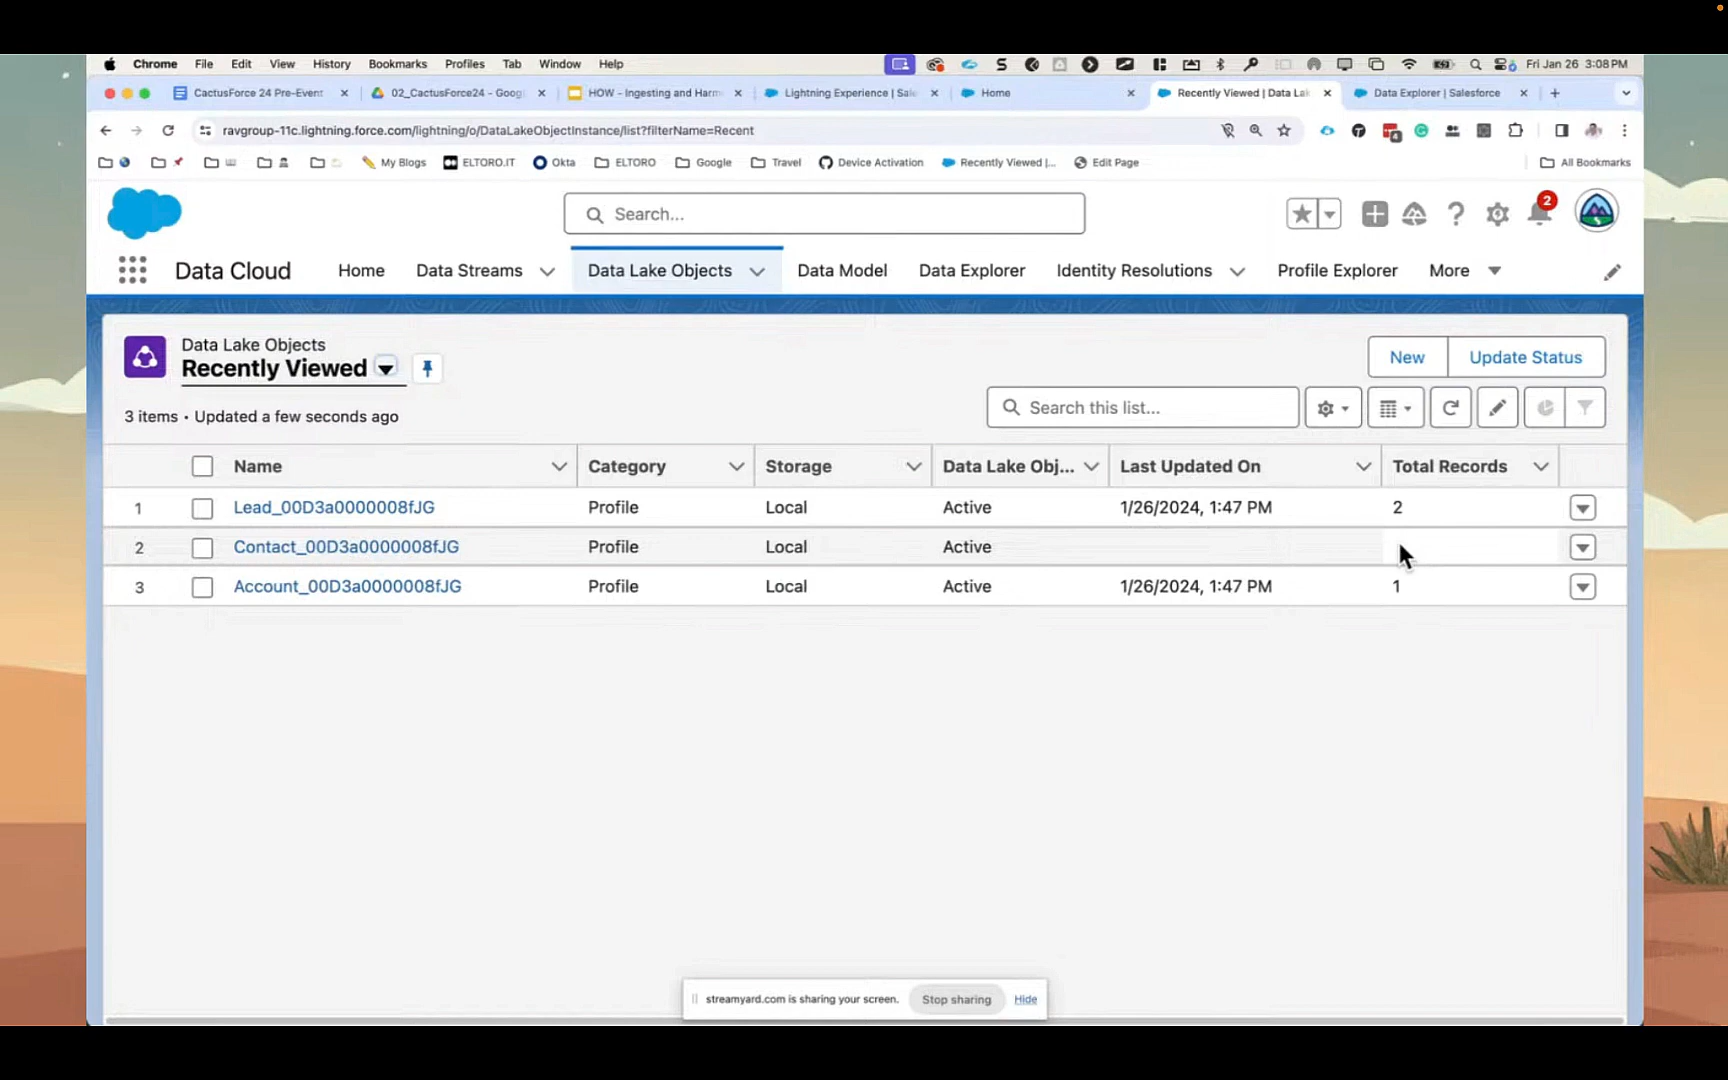 Chrome File Edit View History Bookmarks Profiles Tab Window Help Fri Jan 26 3:08 PM
CactusForce 24 Pre-Event 02_CactusForce24 - Goog HOW - Ingesting and Harm Lightning Experience | Sale Home Recently Viewed | Data Lak Data Explorer | Salesforce
ravgroup-11c.lightning.force.com/lightning/o/DataLakeObjectInstance/list?filterName=Recent
My Blogs ELTORO.IT Okta ELTORO Google Travel Device Activation Recently Viewed |... Edit Page All Bookmarks
Search... 2
Data Cloud Home Data Streams Data Lake Objects Data Model Data Explorer Identity Resolutions Profile Explorer More
Data Lake Objects
Recently Viewed
New Update Status
3 items • Updated a few seconds ago
Search this list...
Name Category Storage Data Lake Obj... Last Updated On Total Records
1 Lead_00D3a0000008fJG Profile Local Active 1/26/2024, 1:47 PM 2
2 Contact_00D3a0000008fJG Profile Local Active
3 Account_00D3a0000008fJG Profile Local Active 1/26/2024, 1:47 PM 1
streamyard.com is sharing your screen. Stop sharing Hide